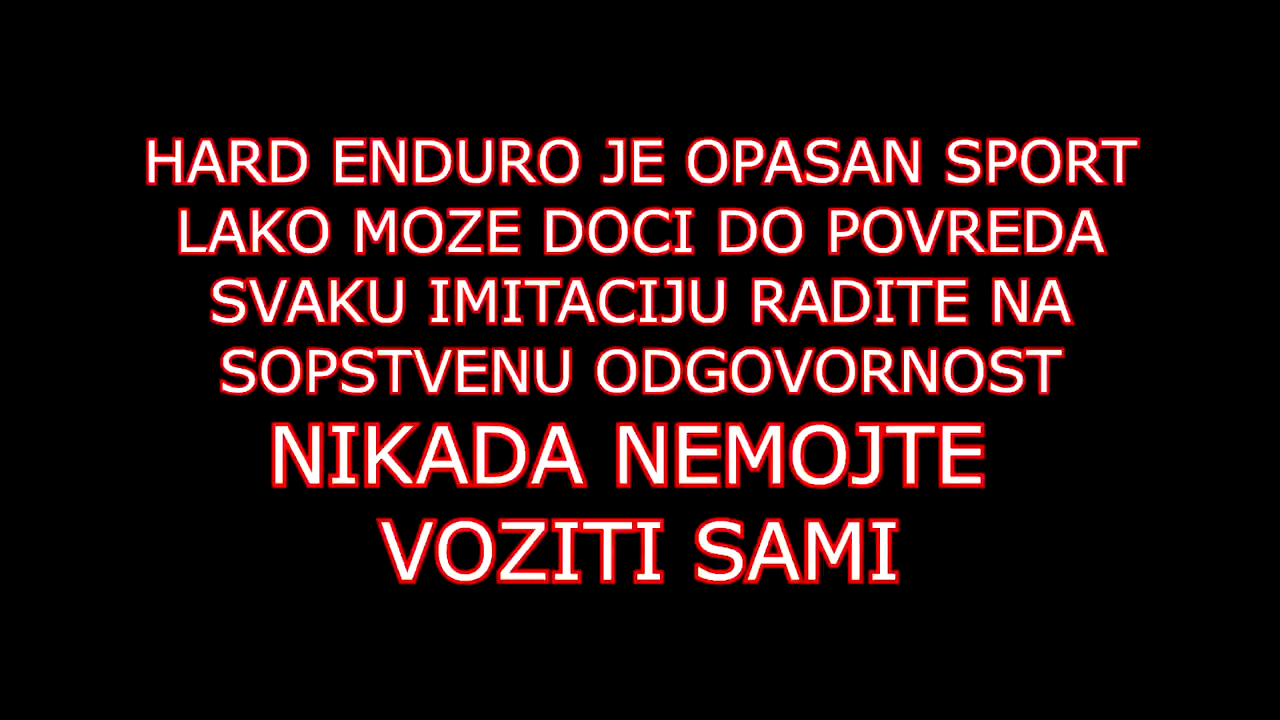 HARD ENDURO JE OPASAN SPORT
LAKO MOZE DOCI DO POVREDA
SVAKU IMITACIJU RADITE NA
SOPSTVENU ODGOVORNOST
NIKADA NEMOJTE
VOZITI SAMI